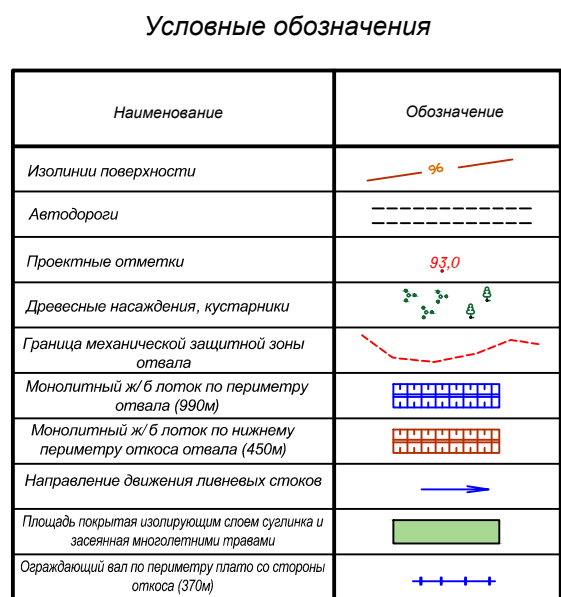 Условные обозначения
Наименование
Обозначение
Изолинии поверхности
96
Автодороги
Проектные отметки
93,0
Древесные насаждения, кустарники
Граница механической защитной зоны
отвала
Монолитный ж/б лоток по периметру
отвала (990м)
Монолитный ж/б лоток по нижнему
периметру откоса отвала (450м)
Направление движения ливневых стоков
Площадь покрытая изолирующим слоем суглинка и
засеянная многолетними травами
Ограждающий вал по периметру плато со стороны
откоса (370м)